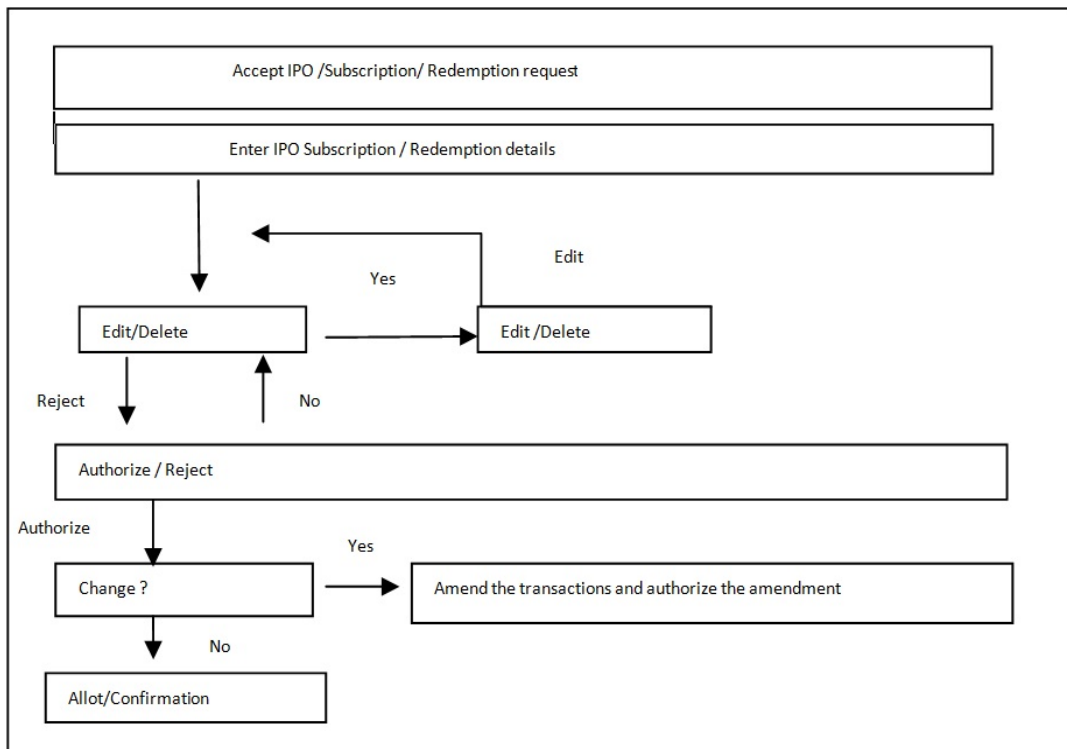 Accept IPO /Subscription/ Redemption request
Enter IPO Subscription / Redemption details
Edit
Yes
Edit/Delete
Edit /Delete
Reject
No
Authorize / Reject
Authorize
Yes
Change ?
Amend the transactions and authorize the amendment
No
Allot/Confirmation